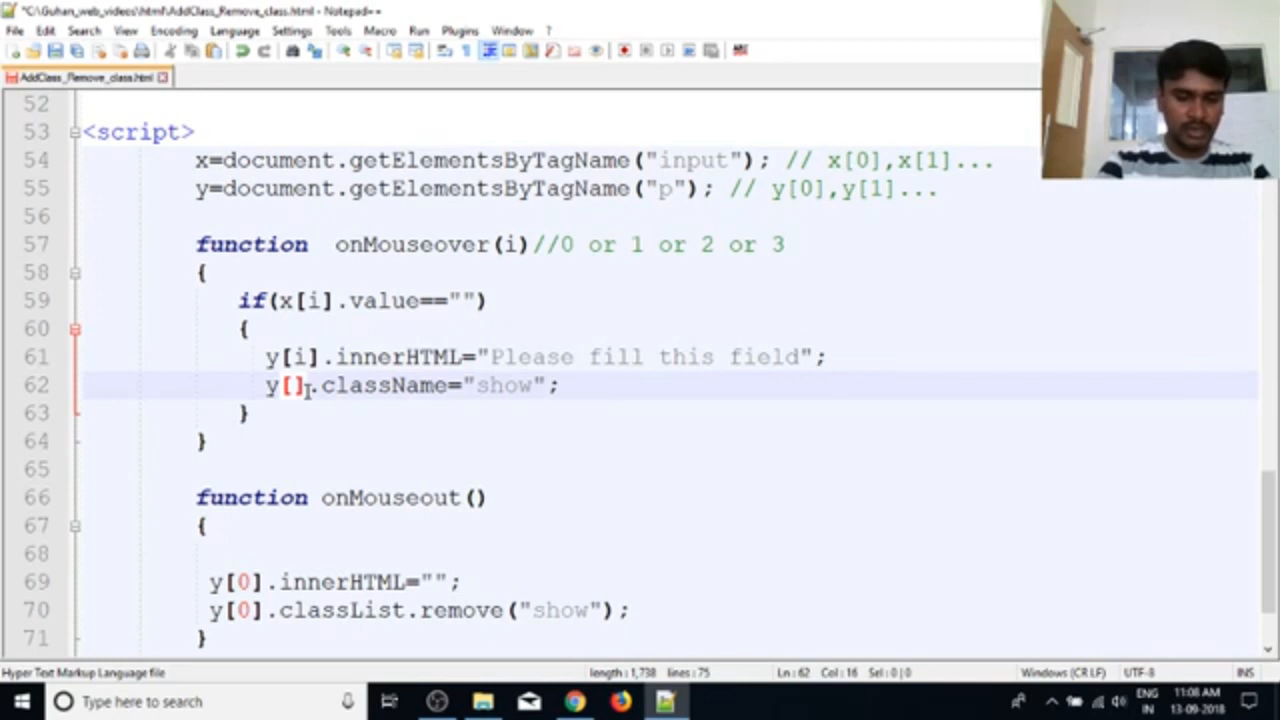 *C:\Guhan_web_videos\html\AddClass_Remove_class.html - Notepad++
File Edit Search View Encoding Language Settings Tools Macro Run Plugins Window ?
AddClass_Remove_class.html
52
53 <script>
54 x=document.getElementsByTagName("input"); // x[0],x[1]...
55 y=document.getElementsByTagName("p"); // y[0],y[1]...
56
57 function onMouseover(i)//0 or 1 or 2 or 3
58 {
59 if(x[i].value=="")
60 {
61 y[i].innerHTML="Please fill this field";
62 y[].className="show";
63 }
64 }
65
66 function onMouseout()
67 {
68
69 y[0].innerHTML="";
70 y[0].classList.remove("show");
71 }
Hyper Text Markup Language file length : 1,738 lines : 75 Ln : 62 Col : 16 Sel : 0 | 0 Windows (CR LF) UTF-8 INS
Type here to search ENG 11:08 AM
IN 13-09-2018